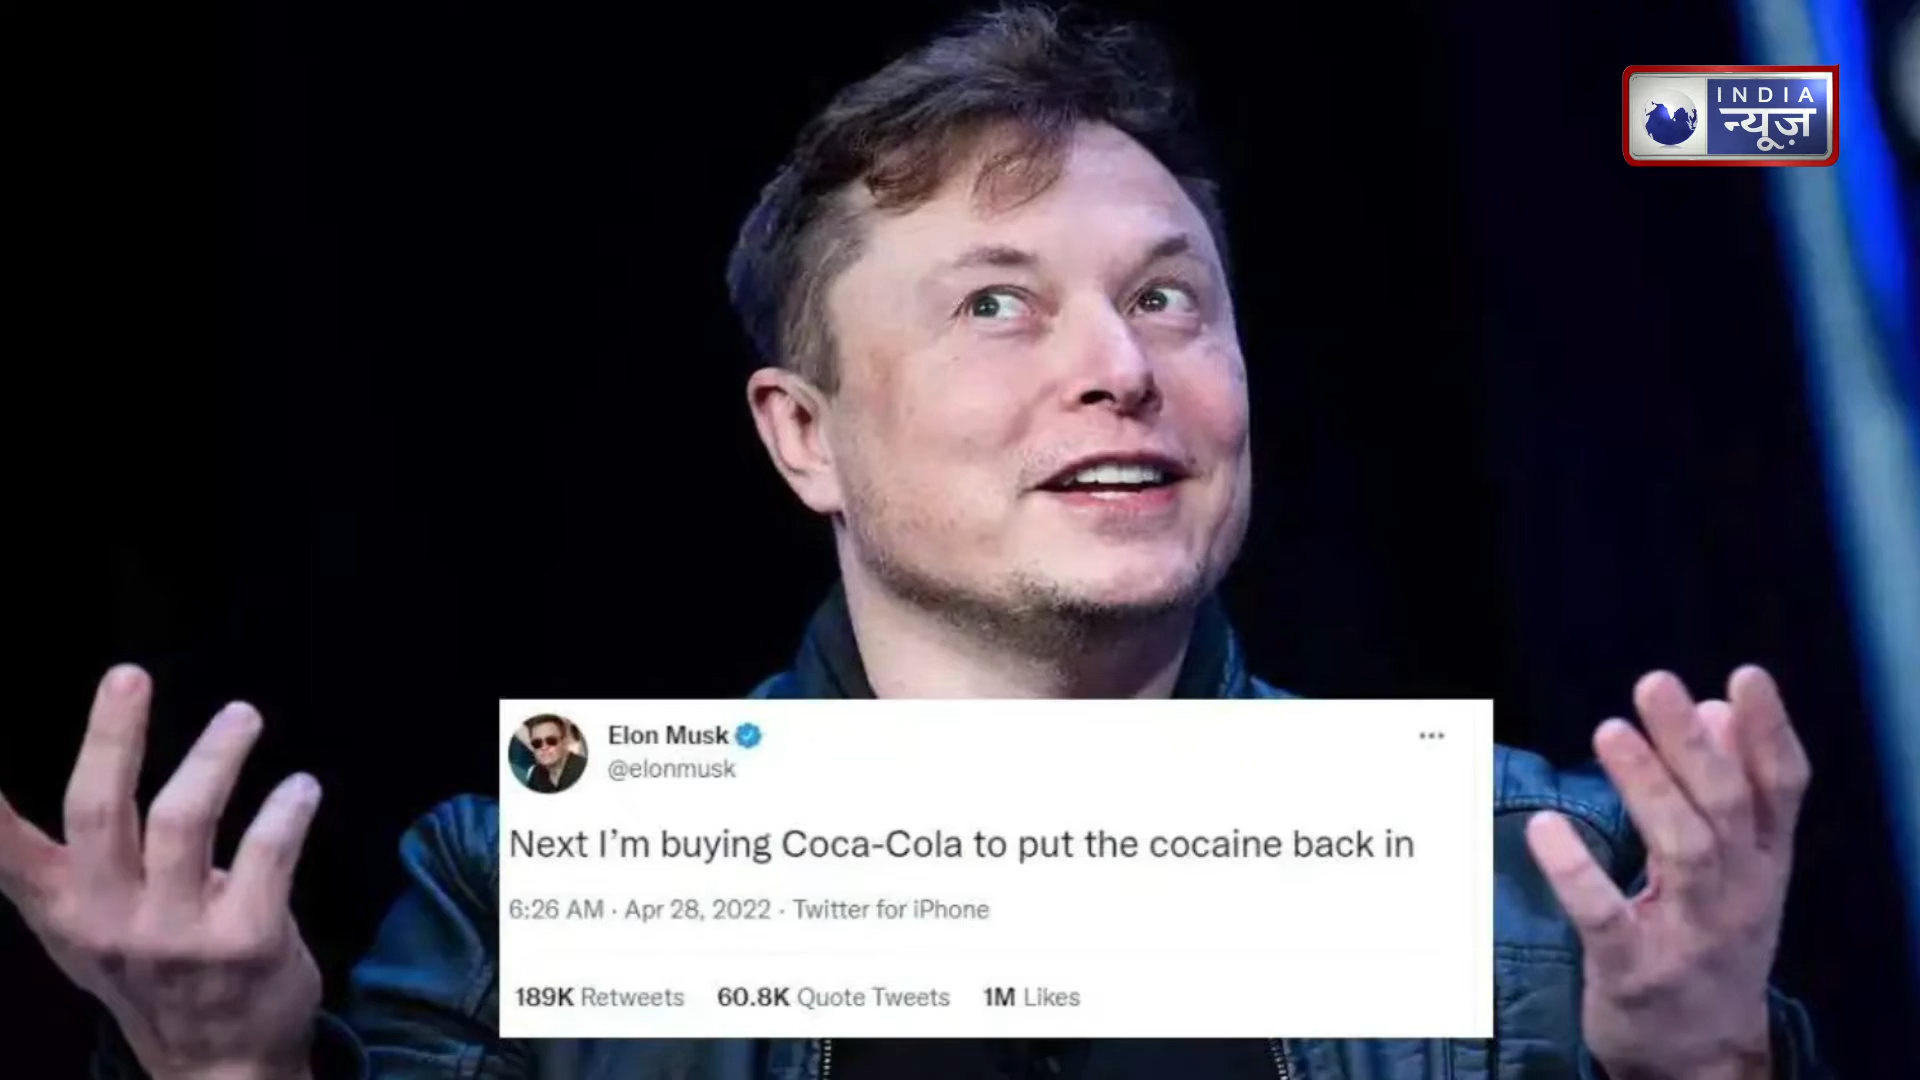 INDIA
न्यूज़
Elon Musk
@elonmusk
Next I'm buying Coca-Cola to put the cocaine back in
6:26 AM · Apr 28, 2022 · Twitter for iPhone
189K Retweets 60.8K Quote Tweets 1M Likes